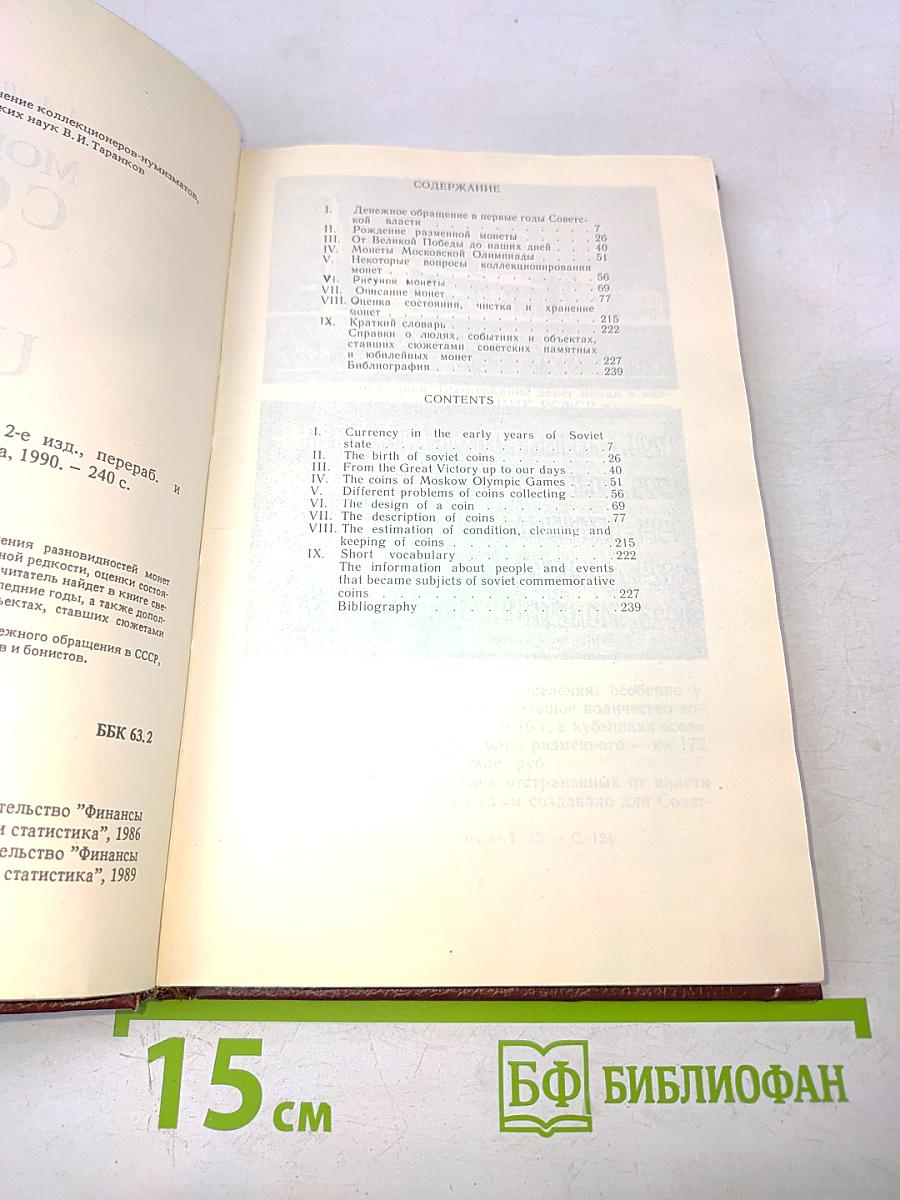 нение коллекционеров-нумизматов,
ких наук В. И. Таранков
2-е изд., перераб. и
а, 1990. – 240 с.
ения разновидностей монет
ной редкости, оценки состоя-
читатель найдет в книге све-
ледние годы, а также допол-
ъектах, ставших сюжетами
ежного обращения в СССР,
в и бонистов.
ББК 63.2
тельство "Финансы
и статистика", 1986
ельство "Финансы
статистика", 1989
СОДЕРЖАНИЕ
I. Денежное обращение в первые годы Советс-
кой власти . . . . . . . . . 7
II. Рождение разменной монеты . . . . 26
III. От Великой Победы до наших дней . . . 40
IV. Монеты Московской Олимпиады . . . . 51
V. Некоторые вопросы коллекционирования
монет . . . . . . . . . . . 56
VI. Рисунок монеты . . . . . . . . 69
VII. Описание монет . . . . . . . . 77
VIII. Оценка состояния, чистка и хранение
монет . . . . . . . . . . . 215
IX. Краткий словарь . . . . . . . . 222
Справки о людях, событиях и объектах,
ставших сюжетами советских памятных
и юбилейных монет . . . . . . . 227
Библиография . . . . . . . . . 239
CONTENTS
I. Currency in the early years of Soviet
state . . . . . . . . . . . 7
II. The birth of soviet coins . . . . . . 26
III. From the Great Victory up to our days . . 40
IV. The coins of Moskow Olympic Games . . 51
V. Different problems of coins collecting . . 56
VI. The design of a coin . . . . . . . 69
VII. The description of coins . . . . . . 77
VIII. The estimation of condition, cleaning and
keeping of coins . . . . . . . . 215
IX. Short vocabulary . . . . . . . . 222
The information about people and events
that became subjicts of soviet commemorative
coins . . . . . . . . . . . 227
Bibliography . . . . . . . . . 239
15 см
БФ БИБЛИОФАН